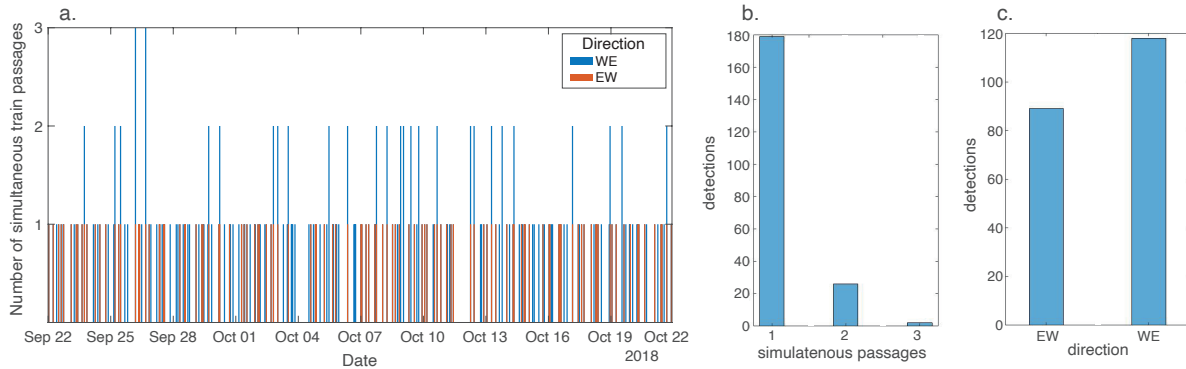 a.
Number of simultaneous train passages
3
2
1
Direction
WE
EW
Sep 22
Sep 25
Sep 28
Oct 01
Oct 04
Oct 07
Oct 10
Oct 13
Oct 16
Oct 19
Oct 22
2018
Date
b.
detections
180
160
140
120
100
80
60
40
20
0
1
2
3
simulatenous passages
c.
detections
120
100
80
60
40
20
0
EW
WE
direction